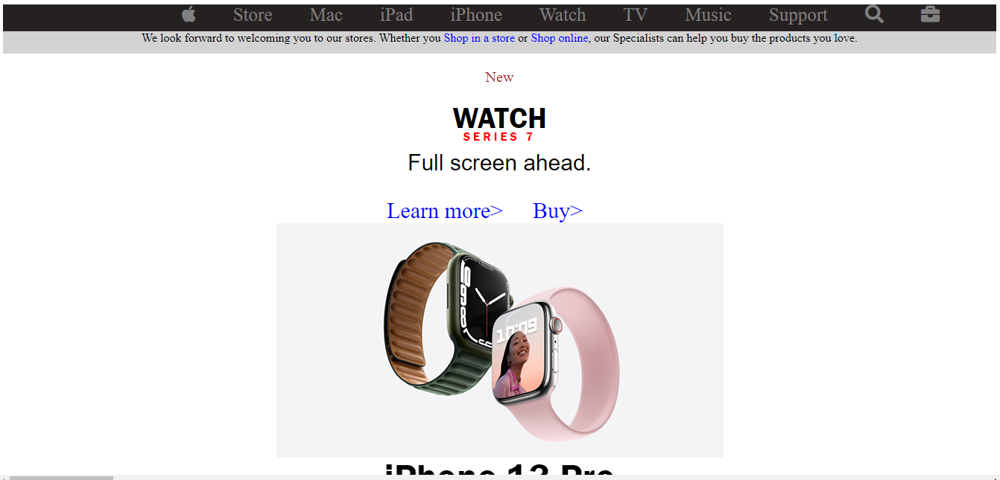 Store Mac iPad iPhone Watch TV Music Support
We look forward to welcoming you to our stores. Whether you Shop in a store or Shop online, our Specialists can help you buy the products you love.
New
WATCH
SERIES 7
Full screen ahead.
Learn more> Buy>
10:09
iPhone 13 Pro